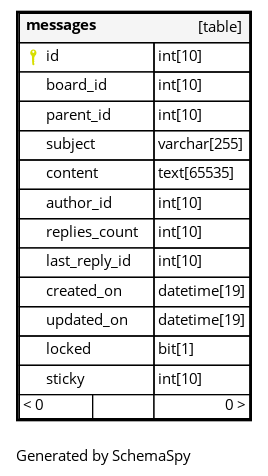 messages [table]
id int[10]
board_id int[10]
parent_id int[10]
subject varchar[255]
content text[65535]
author_id int[10]
replies_count int[10]
last_reply_id int[10]
created_on datetime[19]
updated_on datetime[19]
locked bit[1]
sticky int[10]
< 0 0 >
Generated by SchemaSpy